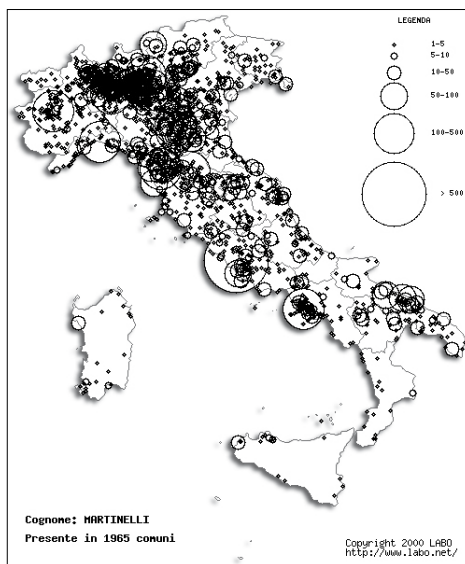 LEGENDA
1-5
5-10
10-50
50-100
100-500
> 500
Cognome: MARTINELLI
Presente in 1965 comuni
Copyright 2000 LABO
http://www.labo.net/